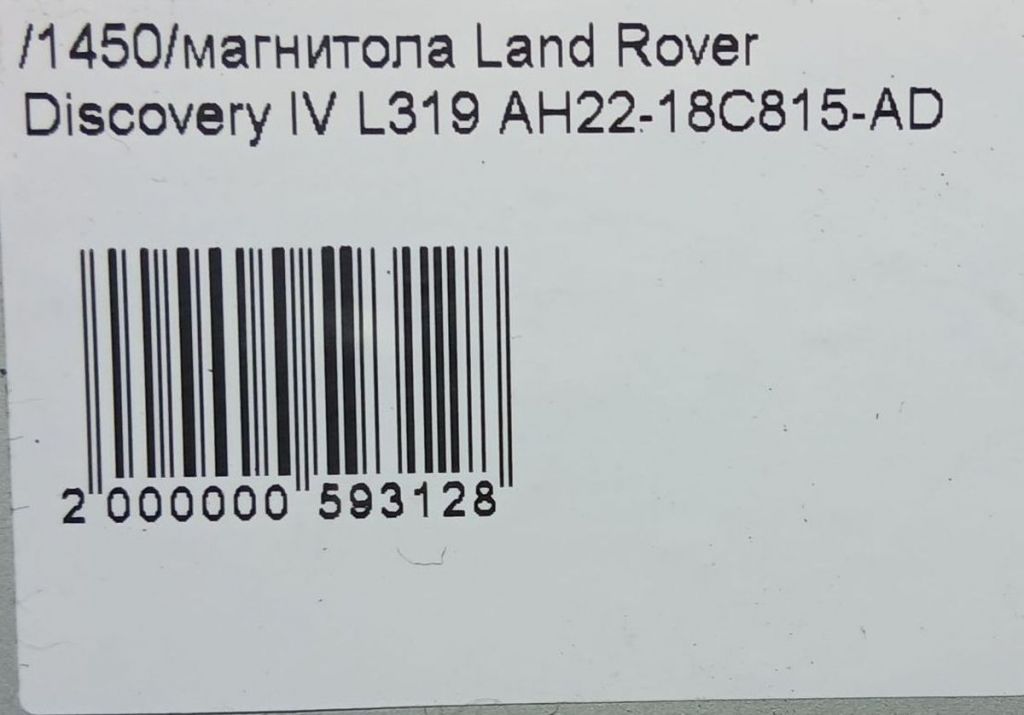 /1450/магнитола Land Rover
Discovery IV L319 AH22-18C815-AD
2 000000 593128